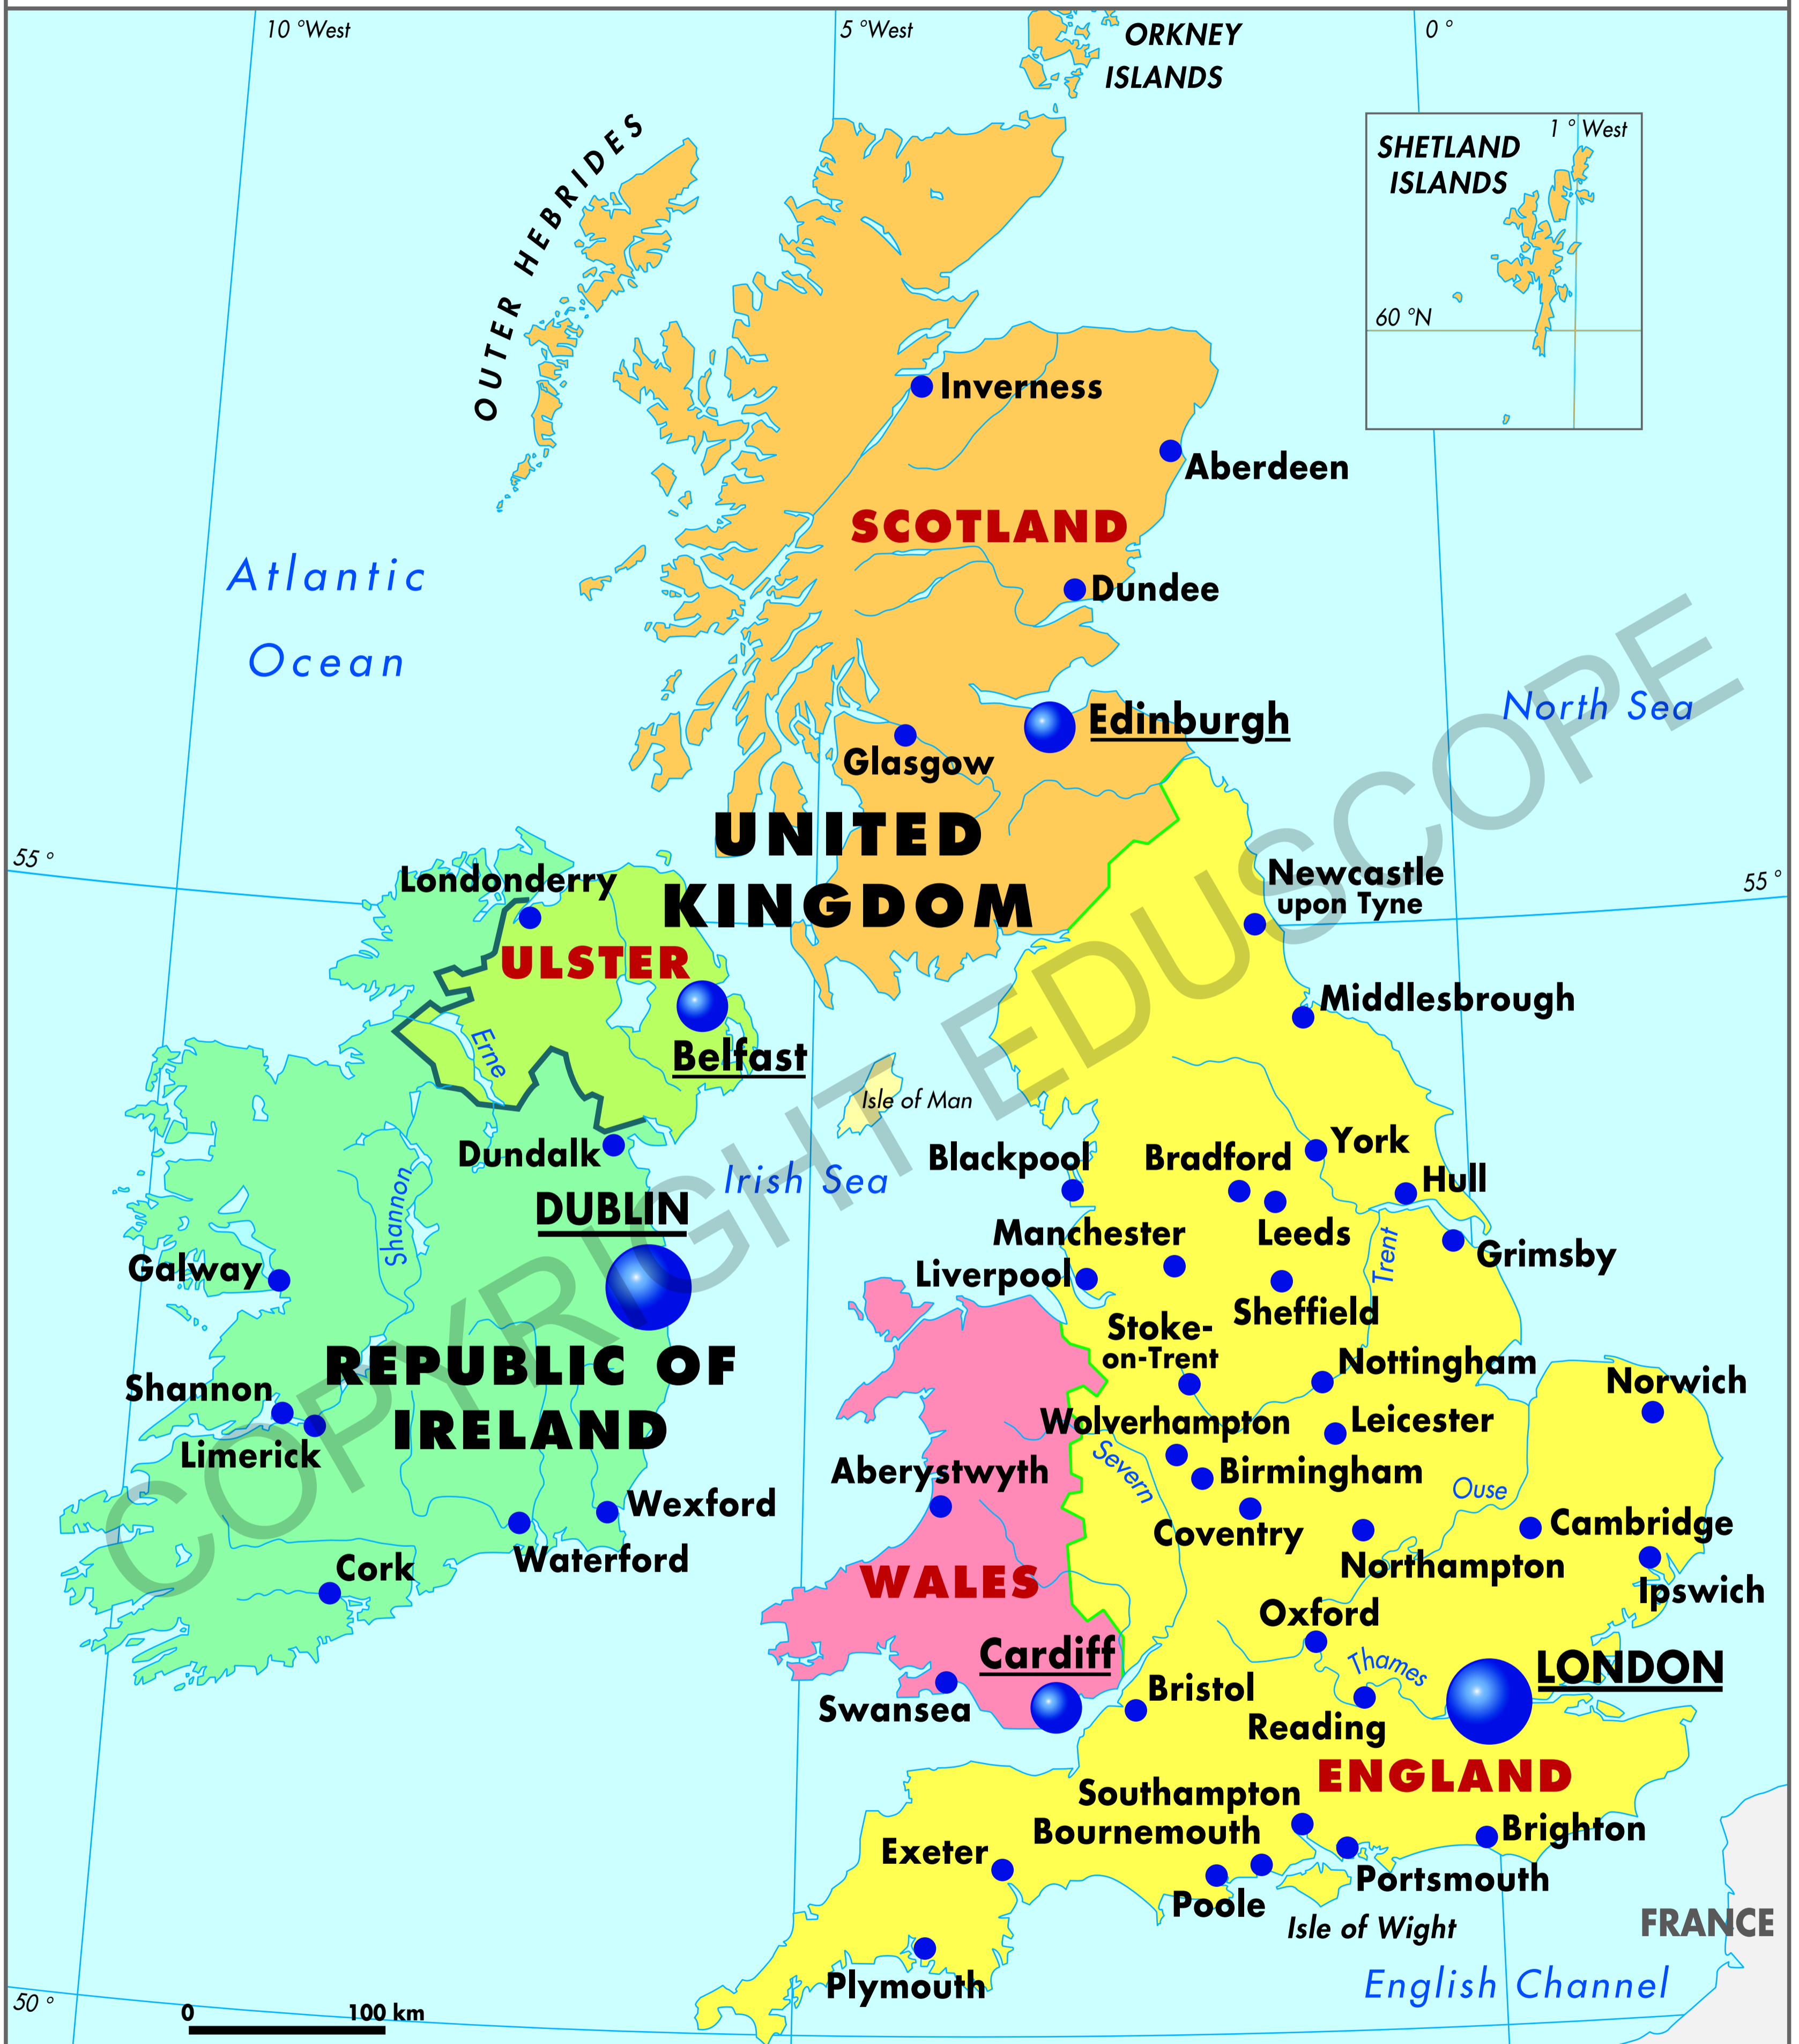 10 °West
5 °West
0 °
ORKNEY
ISLANDS
OUTER HEBRIDES
SHETLAND
ISLANDS
1 ° West
60 °N
Inverness
Aberdeen
SCOTLAND
Atlantic
Ocean
Dundee
North Sea
Edinburgh
Glasgow
UNITED
KINGDOM
55 °
55 °
Londonderry
Newcastle
upon Tyne
ULSTER
Middlesbrough
Erne
Belfast
Isle of Man
Dundalk
Irish Sea
Blackpool
Bradford
York
Hull
Shannon
DUBLIN
Manchester
Leeds
Trent
Grimsby
Galway
Liverpool
Sheffield
Stoke-
on-Trent
REPUBLIC OF
IRELAND
Nottingham
Norwich
Shannon
Limerick
Wolverhampton
Leicester
Severn
Aberystwyth
Birmingham
Ouse
Wexford
Coventry
Cambridge
Waterford
Northampton
Cork
WALES
Ipswich
Oxford
Cardiff
Thames
LONDON
Swansea
Bristol
Reading
ENGLAND
Southampton
Bournemouth
Brighton
Exeter
Portsmouth
Poole
Isle of Wight
FRANCE
Plymouth
English Channel
50 °
0 100 km
COPYRIGHT EDUSCOPE